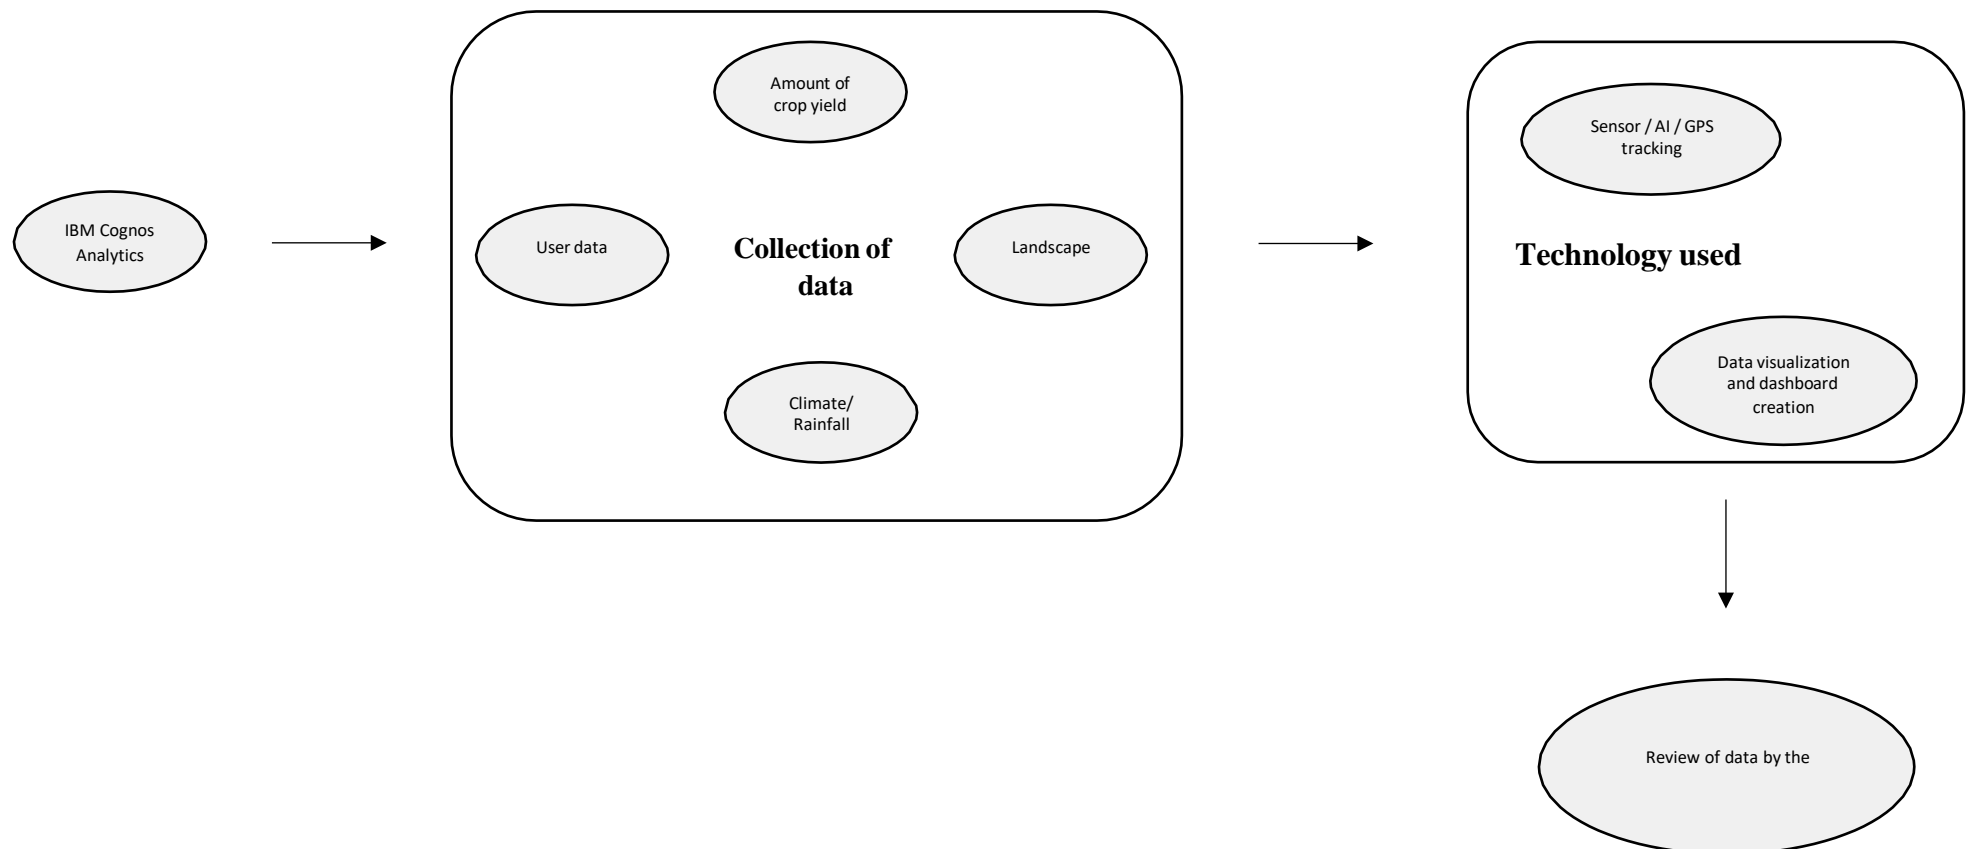 IBM Cognos
Analytics
Amount of
crop yield
User data
Collection of
data
Landscape
Climate/
Rainfall
Sensor / AI / GPS
tracking
Technology used
Data visualization
and dashboard
creation
Review of data by the